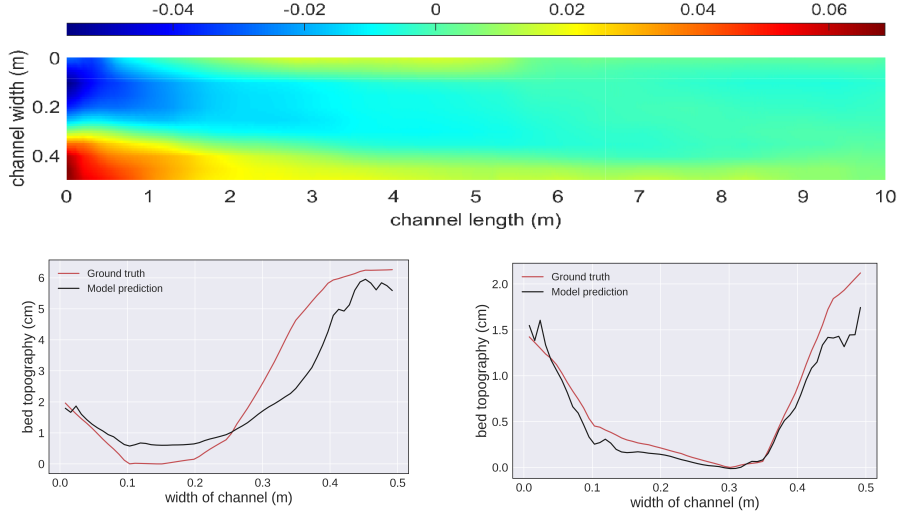 -0.04 -0.02 0 0.02 0.04 0.06
channel width (m)
0
0.2
0.4
0 1 2 3 4 5 6 7 8 9 10
channel length (m)
Ground truth
Model prediction
bed topography (cm)
6
5
4
3
2
1
0
0.0 0.1 0.2 0.3 0.4 0.5
width of channel (m)
Ground truth
Model prediction
bed topography (cm)
2.0
1.5
1.0
0.5
0.0
0.0 0.1 0.2 0.3 0.4 0.5
width of channel (m)